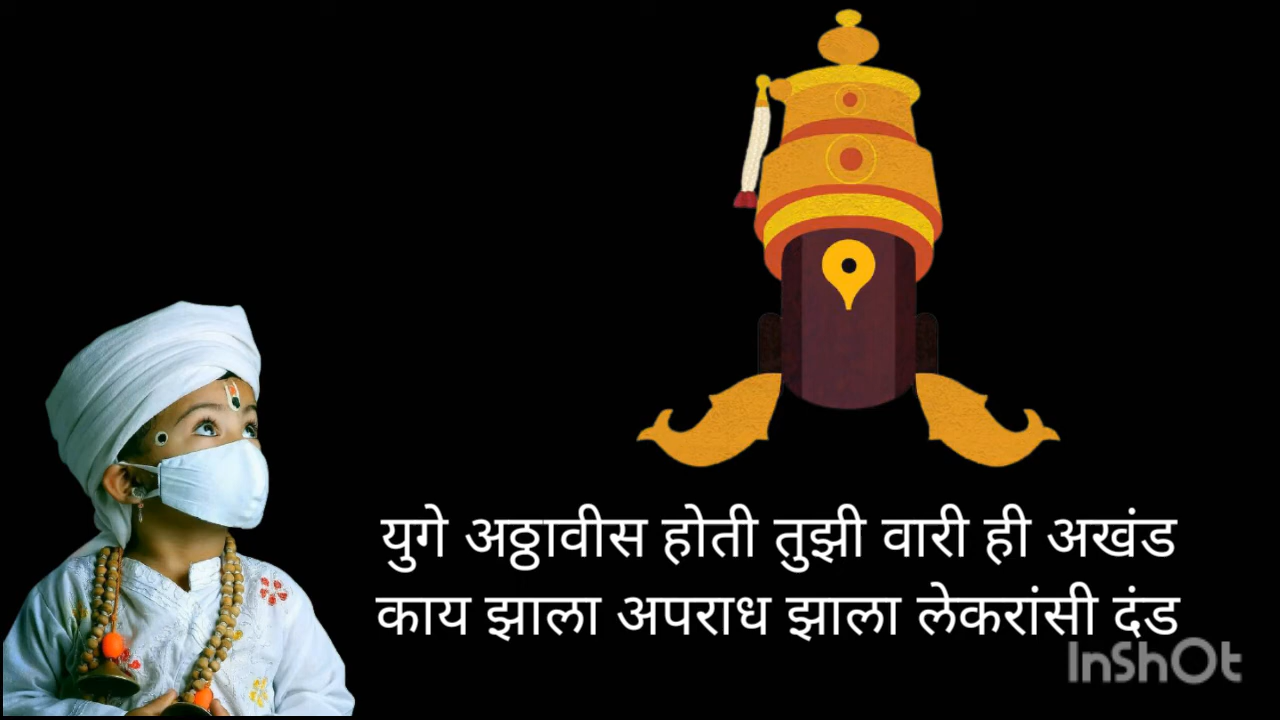 युगे अठ्ठावीस होती तुझी वारी ही अखंड
काय झाला अपराध झाला लेकरांसी दंड
InShOt